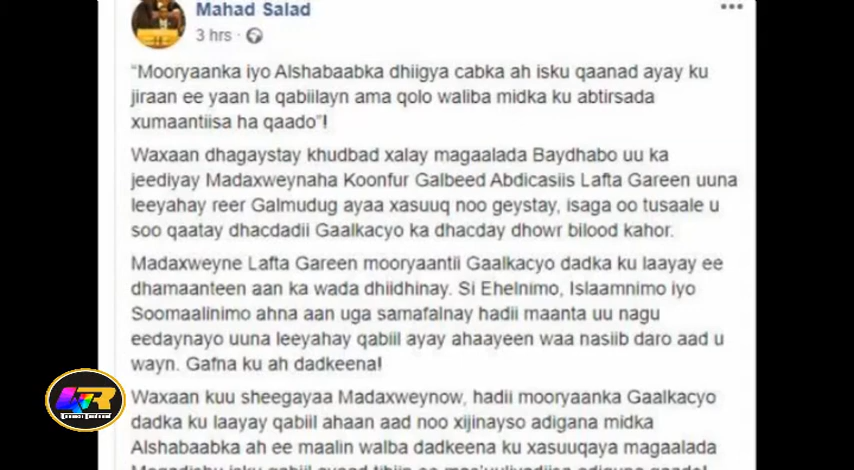 Mahad Salad
3 hrs ·
“Mooryaanka iyo Alshabaabka dhiigya cabka ah isku qaanad ayay ku
jiraan ee yaan la qabiilayn ama qolo waliba midka ku abtirsada
xumaantiisa ha qaado”!
Waxaan dhagaystay khudbad xalay magaalada Baydhabo uu ka
jeediyay Madaxweynaha Koonfur Galbeed Abdicasiis Lafta Gareen uuna
leeyahay reer Galmudug ayaa xasuuq noo geystay, isaga oo tusaale u
soo qaatay dhacdadii Gaalkacyo ka dhacday dhowr bilood kahor.
Madaxweyne Lafta Gareen mooryaantii Gaalkacyo dadka ku laayay ee
dhamaanteen aan ka wada dhiidhinay. Si Ehelnimo, Islaamnimo iyo
Soomaalinimo ahna aan uga samafalnay hadii maanta uu nagu
eedaynayo uuna leeyahay qabiil ayay ahaayeen waa nasiib daro aad u
wayn. Gafna ku ah dadkeena!
Waxaan kuu sheegayaa Madaxweynow, hadii mooryaanka Gaalkacyo
dadka ku laayay qabiil ahaan aad noo xijinayso adigana midka
Alshabaabka ah ee maalin walba dadkeena ku xasuuqaya magaalada